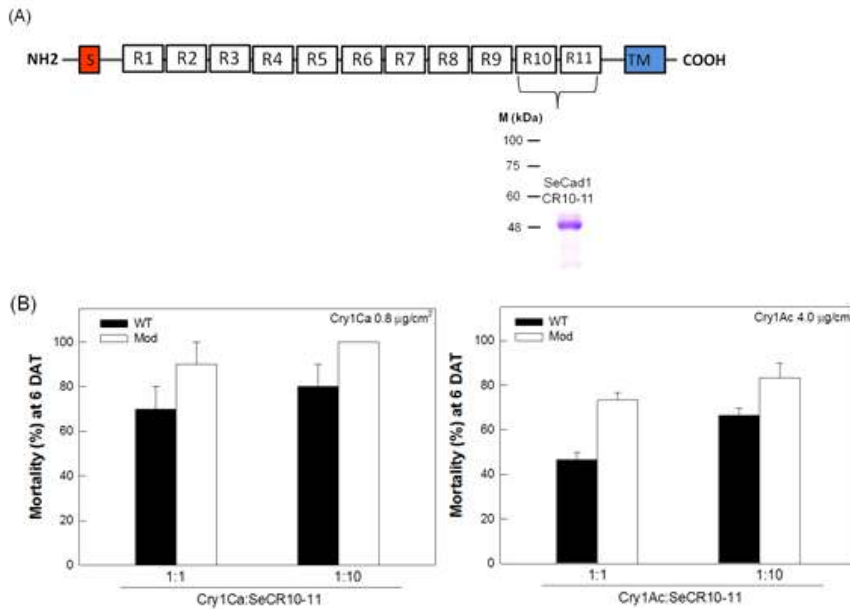 (A)
NH2 S R1 R2 R3 R4 R5 R6 R7 R8 R9 R10 R11 TM COOH
M (kDa)
100
75
SeCad1
60
CR10-11
48
(B)
WT
Mod
Cry1Ca 0.8 µg/cm²
100
80
60
40
20
0
Mortality (%) at 6 DAT
1:1 1:10
Cry1Ca:SeCR10-11
WT
Mod
Cry1Ac 4.0 µg/cm
100
80
60
40
20
0
Mortality (%) at 6 DAT
1:1 1:10
Cry1Ac:SeCR10-11